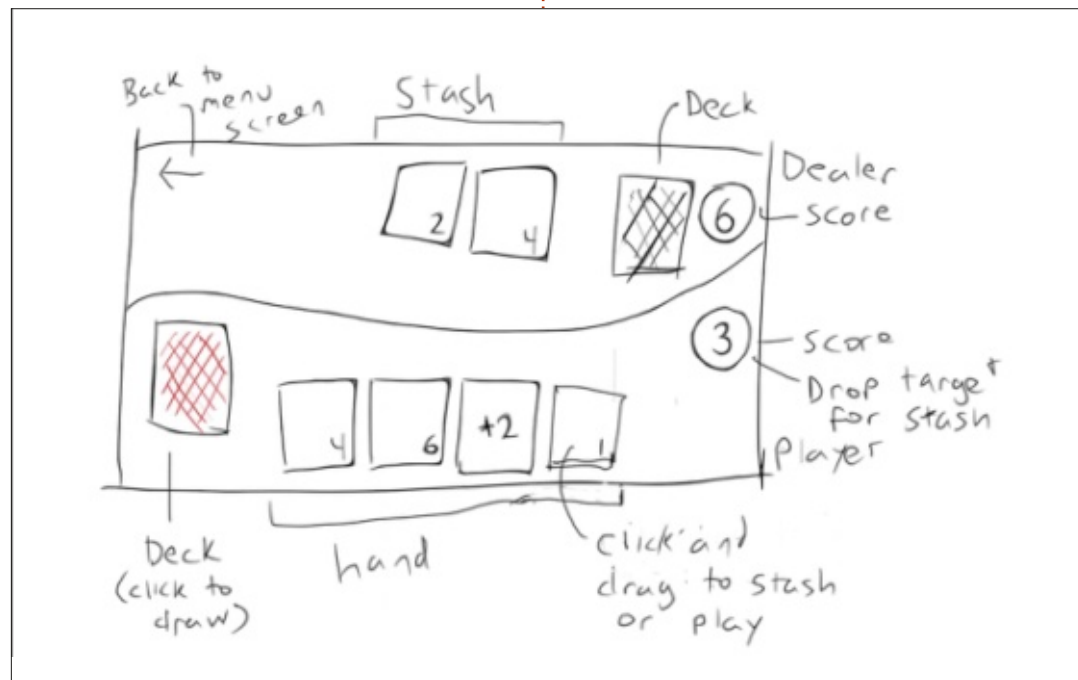 Back to
menu
screen
Stash
Deck
2
4
6
Dealer
score
3
score
Drop target
for stash
Player
4
6
+2
1
Deck
(click to
draw)
hand
click and
drag to stash
or play